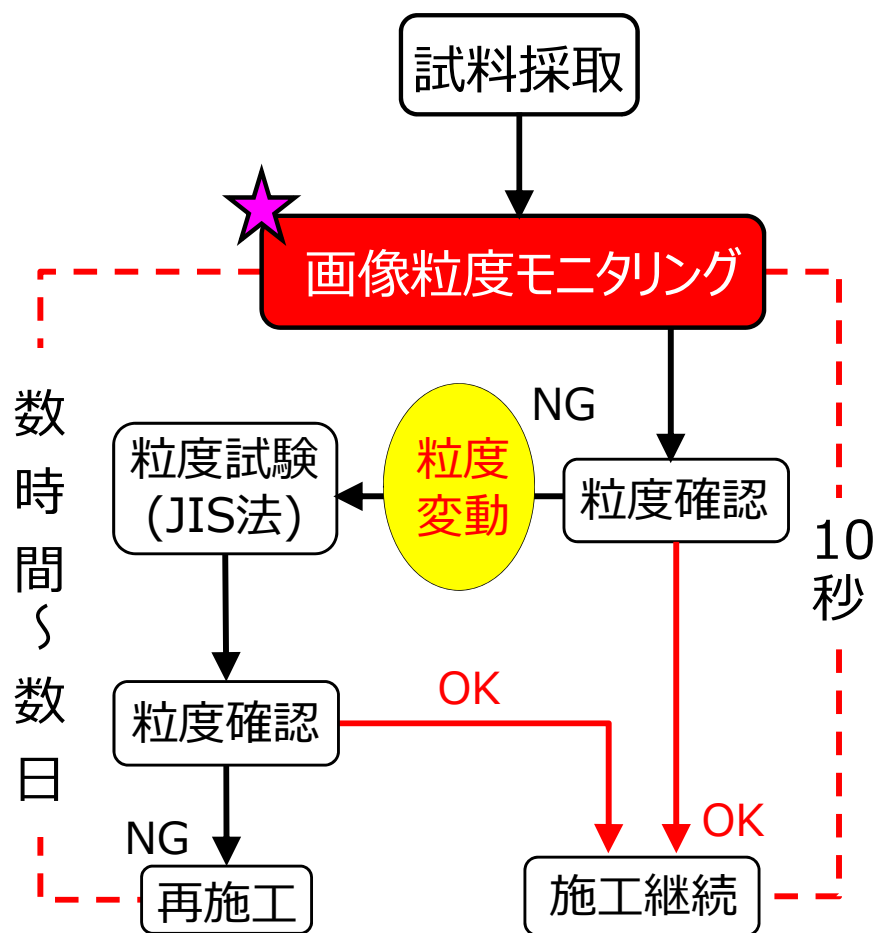 試料採取
画像粒度モニタリング
NG
粒度
変動
粒度試験
(JIS法)
粒度確認
数時間～数日
10
秒
粒度確認
OK
OK
NG
再施工
施工継続